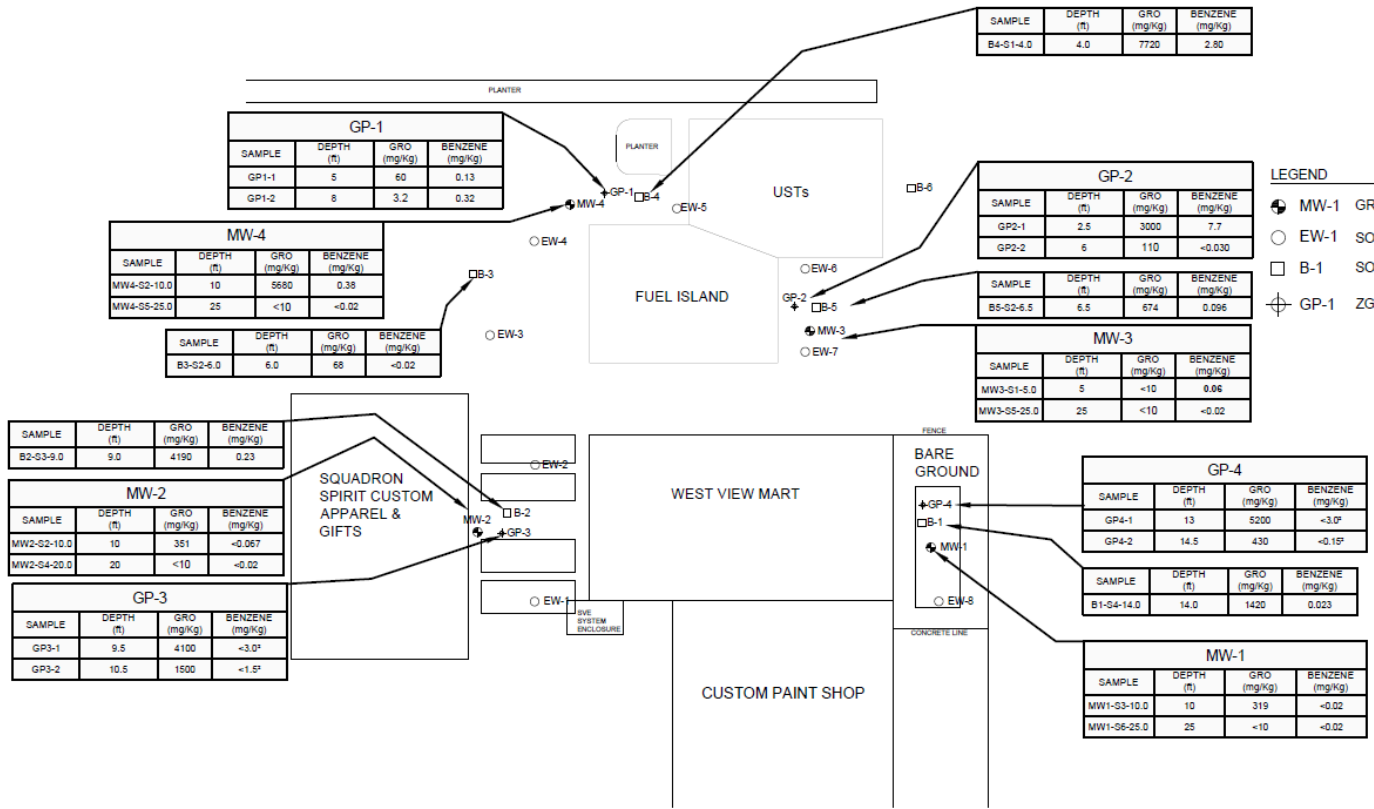 SAMPLE DEPTH (ft) GRO (mg/Kg) BENZENE (mg/Kg)
B4-S1-4.0 4.0 7720 2.80
PLANTER
GP-1
SAMPLE DEPTH (ft) GRO (mg/Kg) BENZENE (mg/Kg)
GP1-1 5 60 0.13
GP1-2 8 3.2 0.32
PLANTER
USTs
GP-1
B-4
MW-4
EW-5
B-6
EW-4
B-3
EW-3
FUEL ISLAND
EW-6
GP-2
B-5
MW-3
EW-7
GP-2
SAMPLE DEPTH (ft) GRO (mg/Kg) BENZENE (mg/Kg)
GP2-1 2.5 3000 7.7
GP2-2 6 110 <0.030
LEGEND
MW-1 GR
EW-1 SO
B-1 SO
GP-1 ZG
MW-4
SAMPLE DEPTH (ft) GRO (mg/Kg) BENZENE (mg/Kg)
MW4-S2-10.0 10 5680 0.38
MW4-S5-25.0 25 <10 <0.02
SAMPLE DEPTH (ft) GRO (mg/Kg) BENZENE (mg/Kg)
B5-S2-6.5 6.5 674 0.096
SAMPLE DEPTH (ft) GRO (mg/Kg) BENZENE (mg/Kg)
B3-S2-6.0 6.0 68 <0.02
MW-3
SAMPLE DEPTH (ft) GRO (mg/Kg) BENZENE (mg/Kg)
MW3-S1-5.0 5 <10 0.06
MW3-S5-25.0 25 <10 <0.02
SAMPLE DEPTH (ft) GRO (mg/Kg) BENZENE (mg/Kg)
B2-S3-9.0 9.0 4190 0.23
MW-2
SAMPLE DEPTH (ft) GRO (mg/Kg) BENZENE (mg/Kg)
MW2-S2-10.0 10 351 <0.067
MW2-S4-20.0 20 <10 <0.02
GP-3
SAMPLE DEPTH (ft) GRO (mg/Kg) BENZENE (mg/Kg)
GP3-1 9.5 4100 <3.0²
GP3-2 10.5 1500 <1.5²
SQUADRON
SPIRIT CUSTOM
APPAREL &
GIFTS
EW-2
B-2
MW-2
GP-3
EW-1
SVE
SYSTEM
ENCLOSURE
WEST VIEW MART
CUSTOM PAINT SHOP
FENCE
BARE
GROUND
GP-4
B-1
MW-1
EW-8
CONCRETE LINE
GP-4
SAMPLE DEPTH (ft) GRO (mg/Kg) BENZENE (mg/Kg)
GP4-1 13 5200 <3.0²
GP4-2 14.5 430 <0.15²
SAMPLE DEPTH (ft) GRO (mg/Kg) BENZENE (mg/Kg)
B1-S4-14.0 14.0 1420 0.023
MW-1
SAMPLE DEPTH (ft) GRO (mg/Kg) BENZENE (mg/Kg)
MW1-S3-10.0 10 319 <0.02
MW1-S6-25.0 25 <10 <0.02